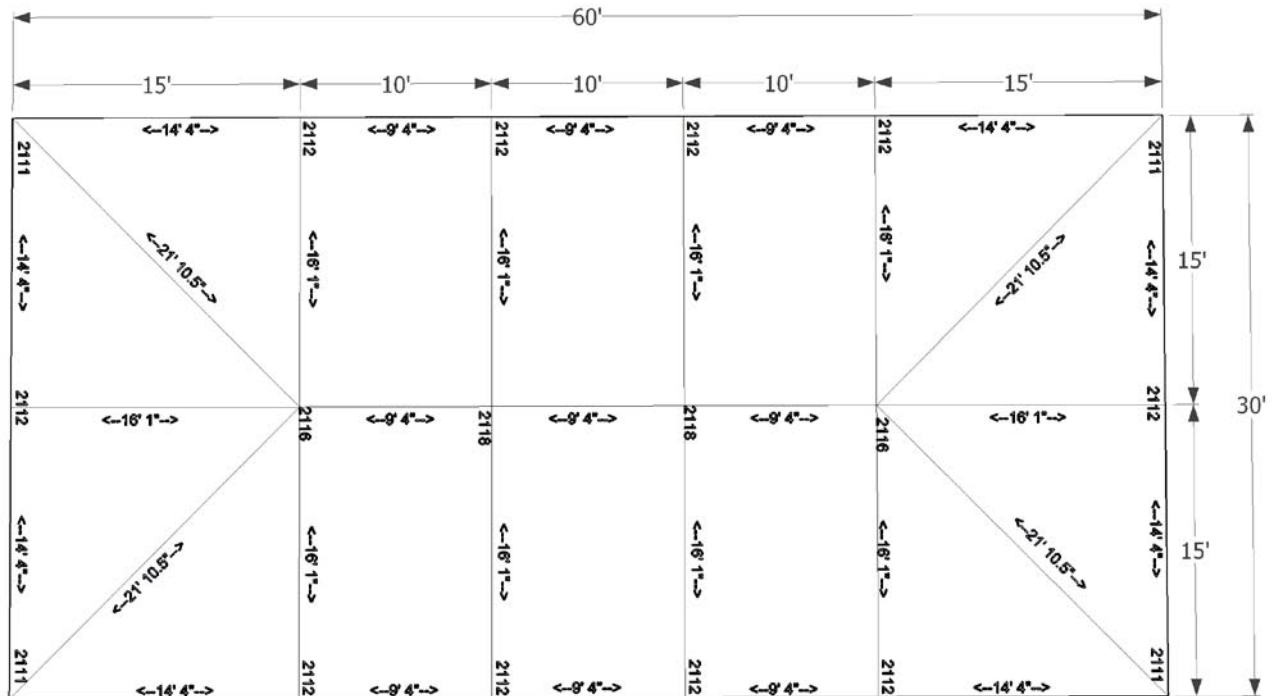 60'
15' 10' 10' 10' 15'
<--14' 4"--> <--9' 4"--> <--9' 4"--> <--9' 4"--> <--14' 4"-->
2111 2112 2112 2112 2112 2111
<--14' 4"--> <--21' 10.5"--> <--16' 1"--> <--16' 1"--> <--16' 1"--> <--16' 1"--> <--21' 10.5"--> <--14' 4"--> 15'
2112 2116 2118 2118 2116 2112 30'
<--16' 1"--> <--9' 4"--> <--9' 4"--> <--9' 4"--> <--16' 1"-->
<--14' 4"--> <--21' 10.5"--> <--16' 1"--> <--16' 1"--> <--16' 1"--> <--16' 1"--> <--21' 10.5"--> <--14' 4"--> 15'
2111 2112 2112 2112 2112 2111
<--14' 4"--> <--9' 4"--> <--9' 4"--> <--9' 4"--> <--14' 4"-->